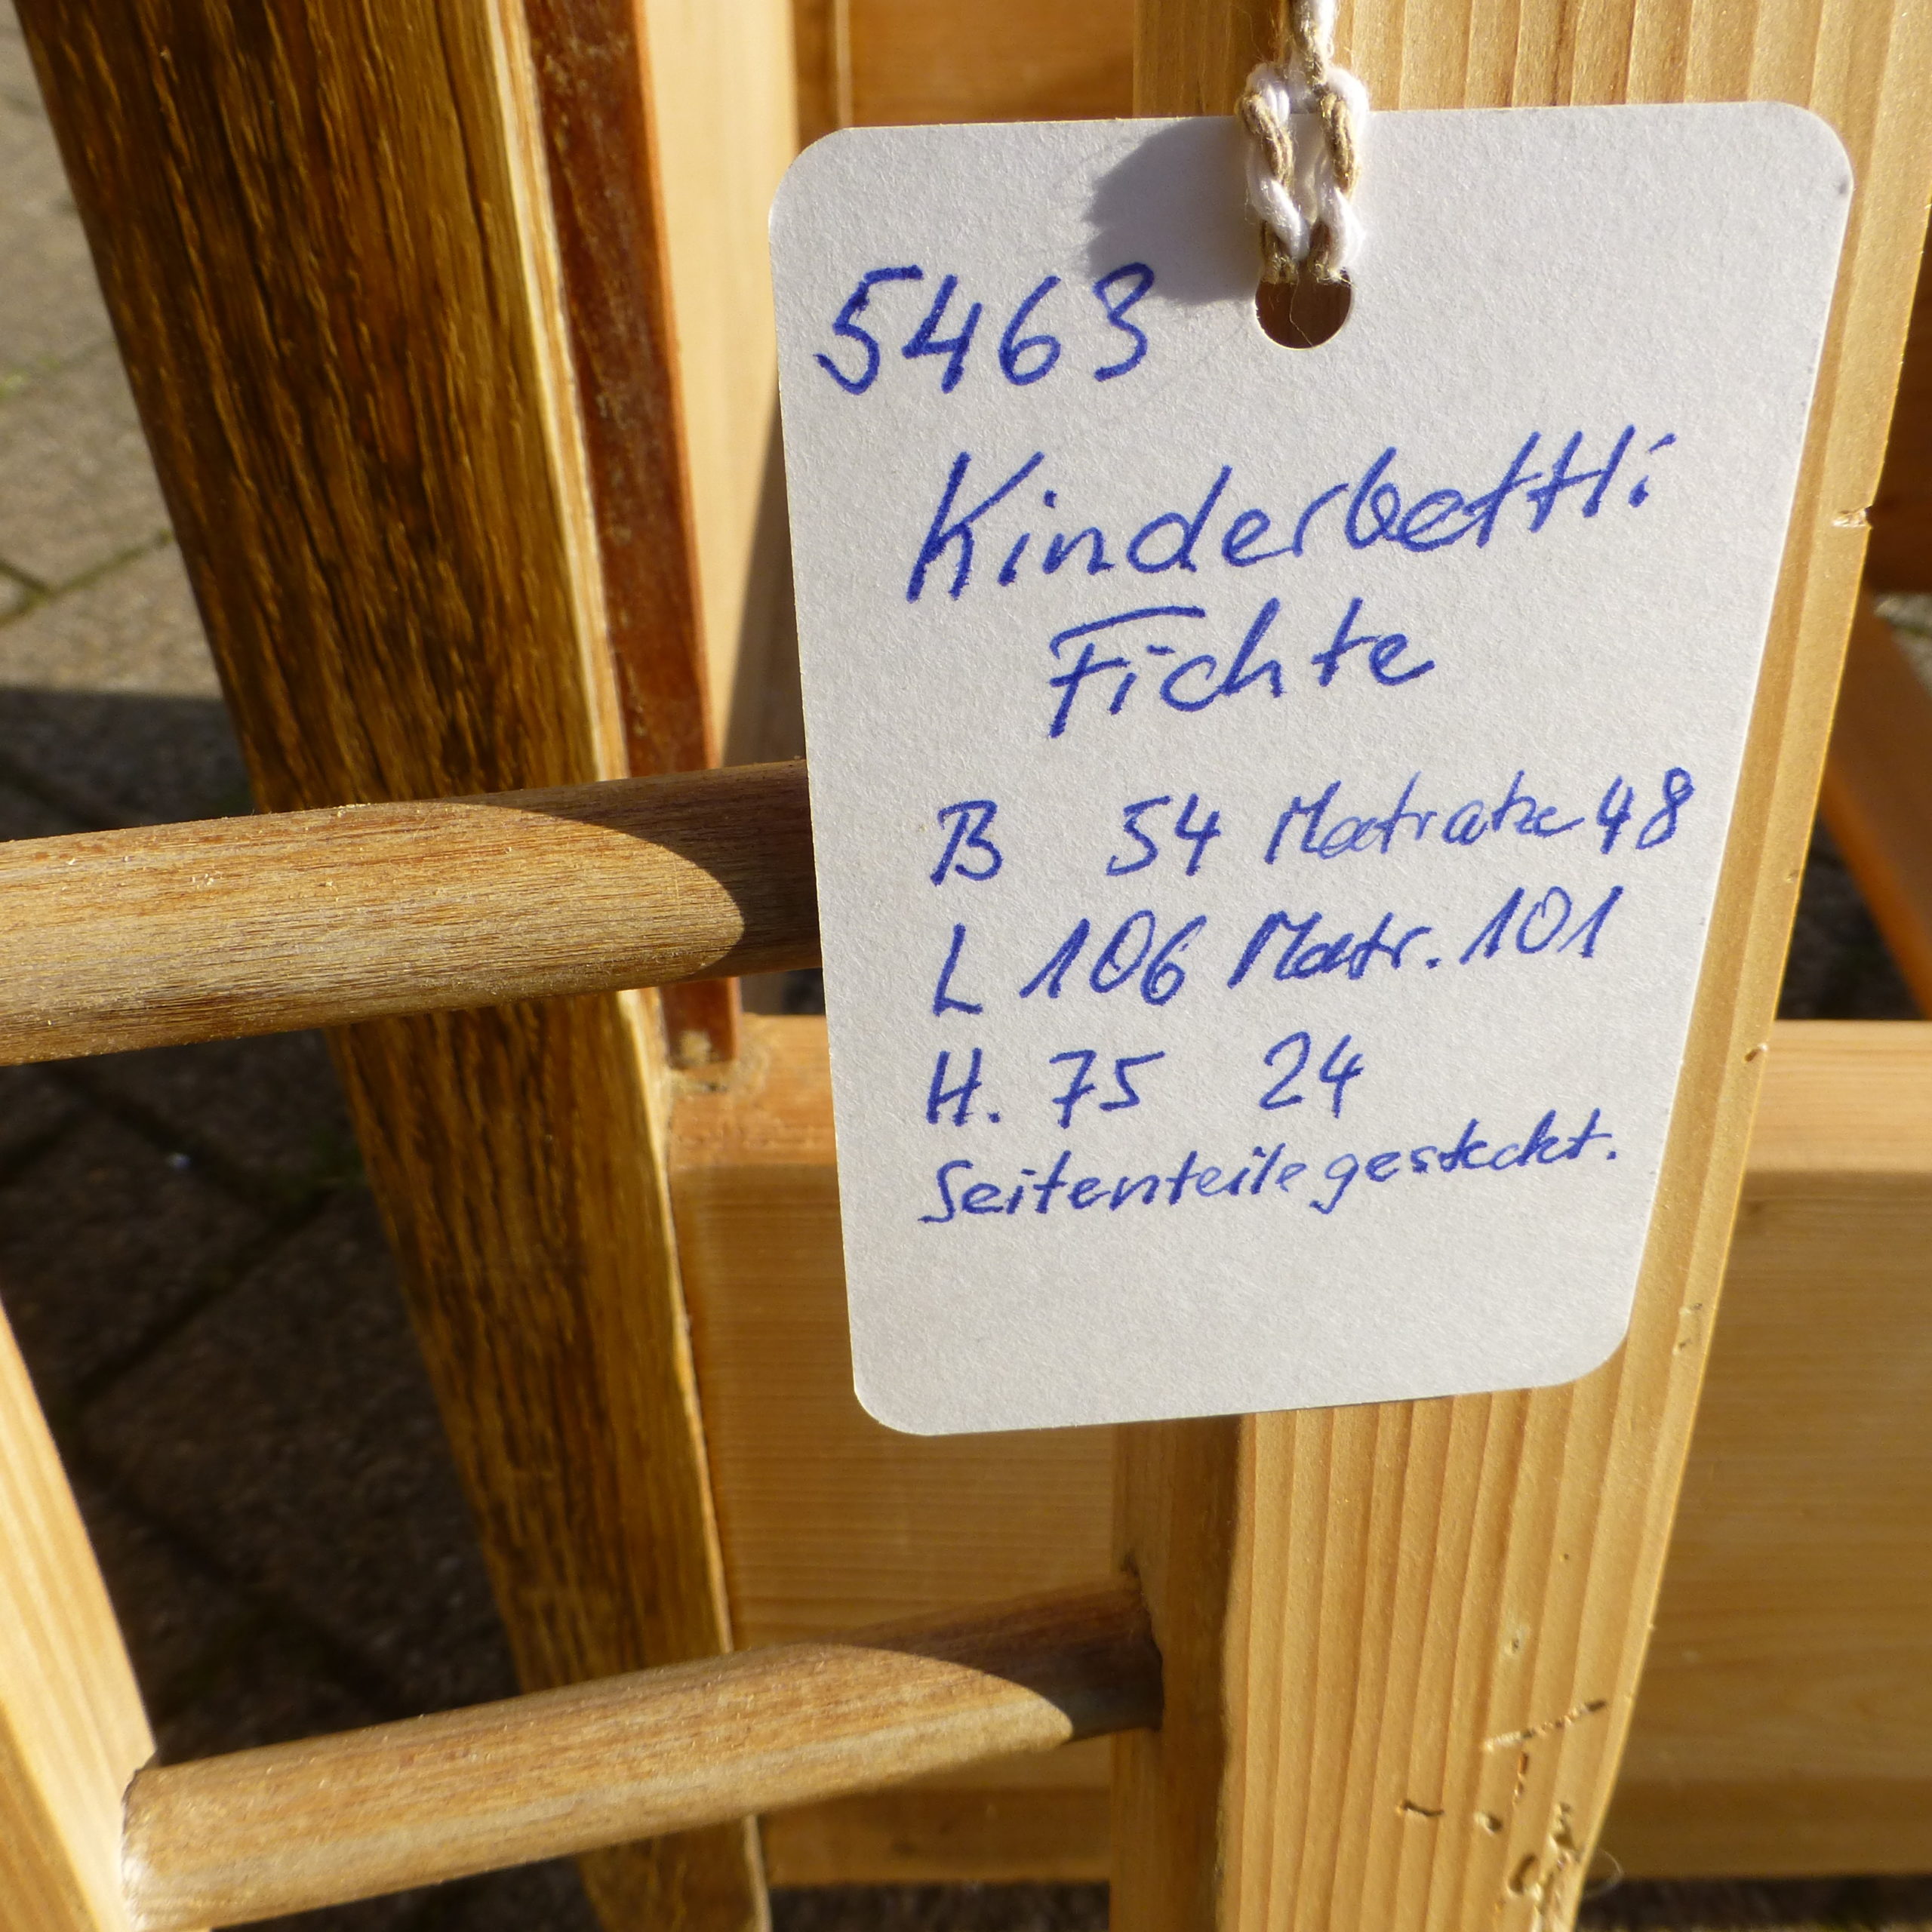 5463
Kinderbettli
Fichte
B 54 Matratze 48
L 106 Matr. 101
H. 75 24
Seitenteile gesteckt.